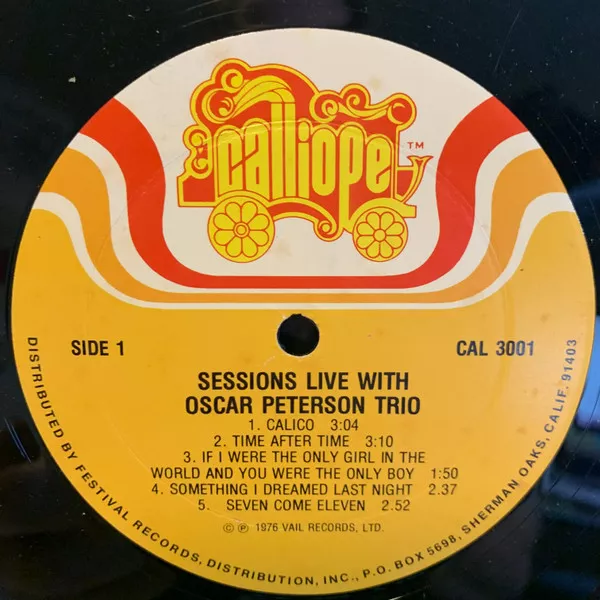 calliope
TM
SIDE 1
CAL 3001
SESSIONS LIVE WITH
OSCAR PETERSON TRIO
1. CALICO 3:04
2. TIME AFTER TIME 3:10
3. IF I WERE THE ONLY GIRL IN THE
WORLD AND YOU WERE THE ONLY BOY 1:50
4. SOMETHING I DREAMED LAST NIGHT 2.37
5. SEVEN COME ELEVEN 2.52
© ℗ 1976 VAIL RECORDS, LTD.
DISTRIBUTED BY FESTIVAL RECORDS, DISTRIBUTION, INC., P.O. BOX 5698, SHERMAN OAKS, CALIF. 91403